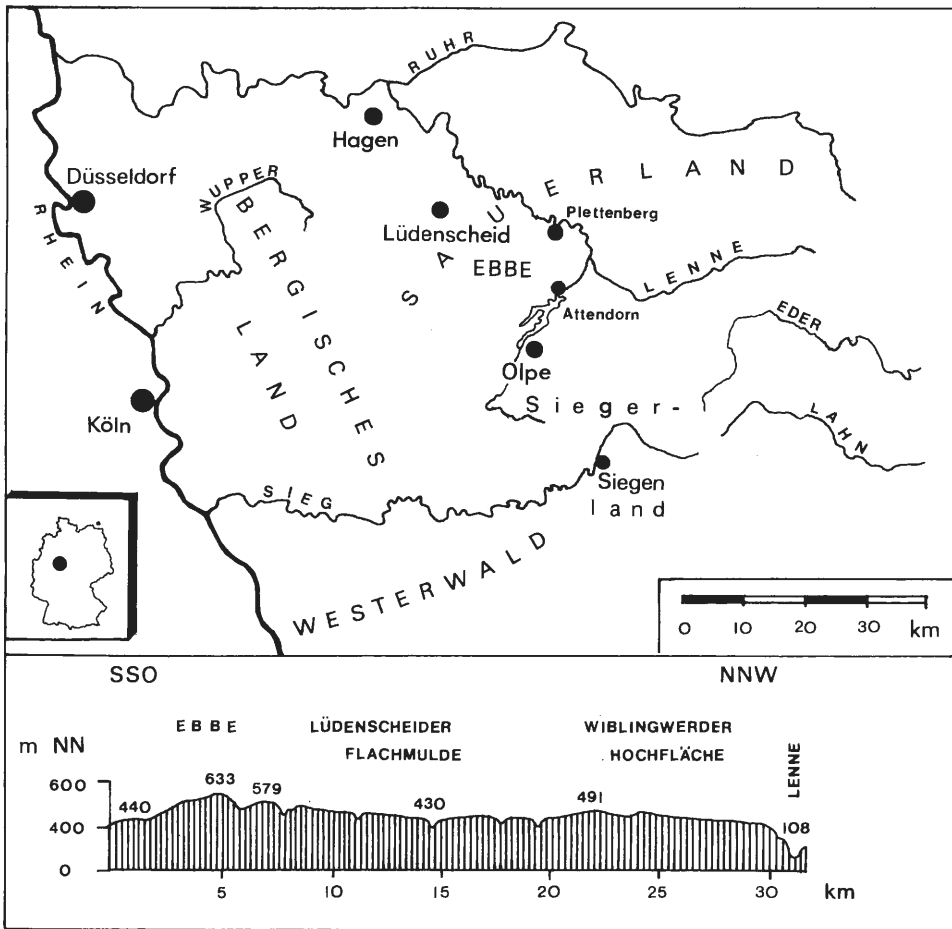 RUHR
Hagen
Düsseldorf
WUPPER
SAUERLAND
Plettenberg
RHEIN
Lüdenscheid
EBBE
BERGISCHES
LAND
LENNE
Attendorn
EDER
Olpe
Köln
Sieger-
land
LAHN
Siegen
SIEG
WESTERWALD
0 10 20 30 km
SSO NNW
EBBE LÜDENSCHEIDER WIBLINGWERDER
FLACHMULDE HOCHFLÄCHE
LENNE
m NN
600
400
0
440 633 579 430 491 108
5 10 15 20 25 30 km